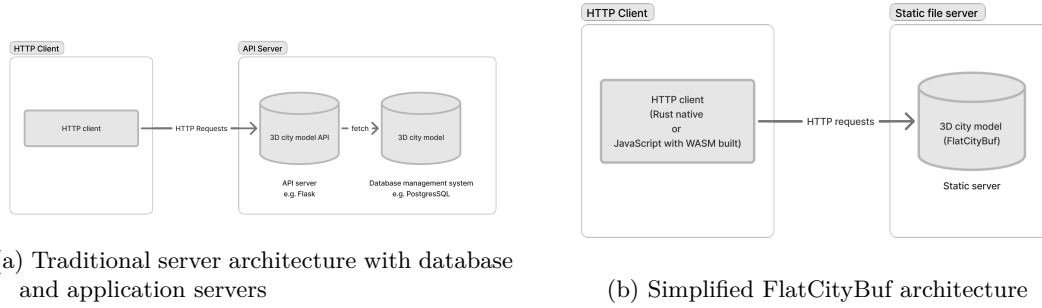 HTTP Client
API Server
HTTP client
HTTP Requests
3D city model API
fetch
3D city model
API server
e.g. Flask
Database management system
e.g. PostgresSQL
a) Traditional server architecture with database
and application servers
HTTP Client
Static file server
HTTP client
(Rust native
or
JavaScript with WASM built)
HTTP requests
3D city model
(FlatCityBuf)
Static server
(b) Simplified FlatCityBuf architecture